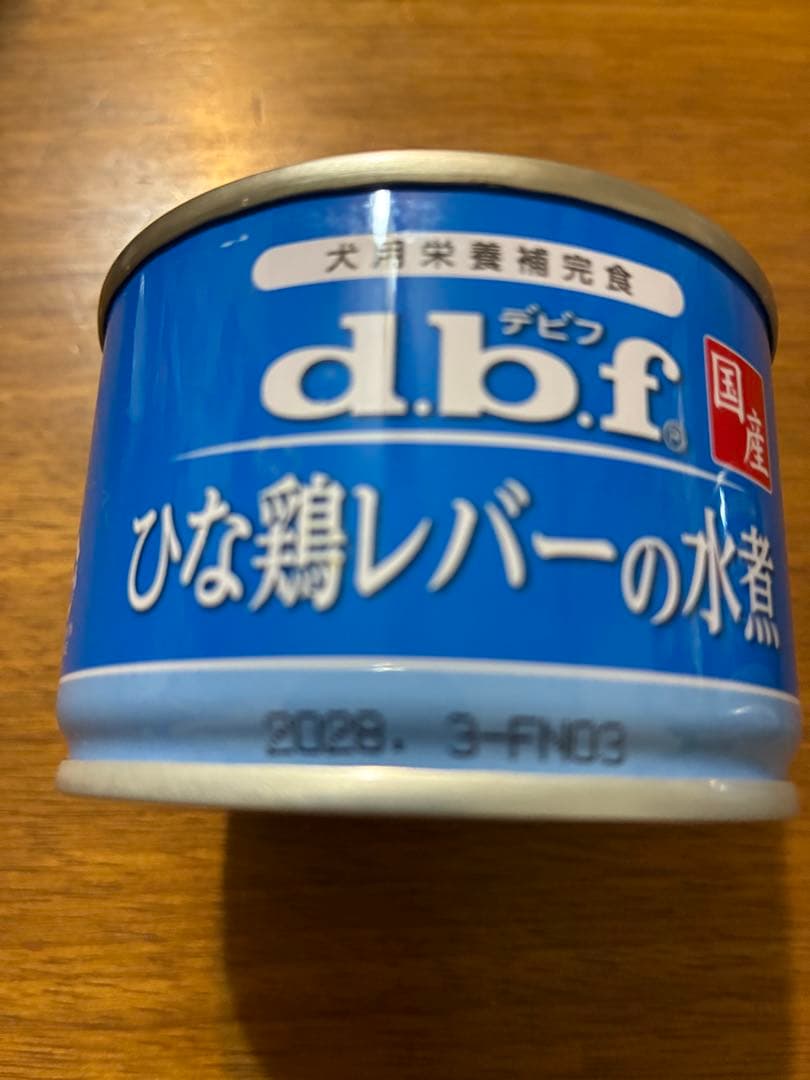 犬用栄養補完食
デビフ
d.b.f®
国産
ひな鶏レバーの水煮
2028. 3-FN03